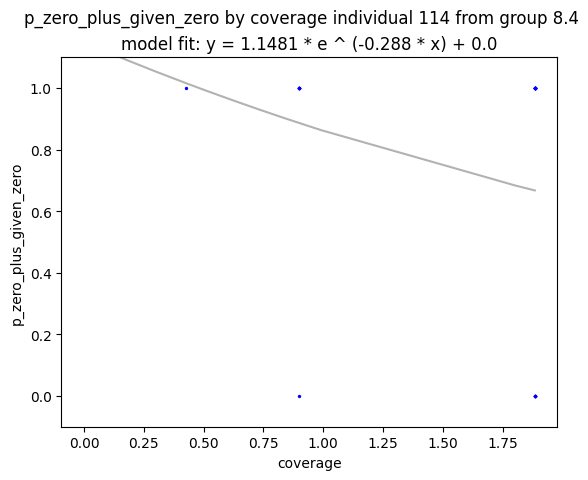 p_zero_plus_given_zero by coverage individual 114 from group 8.4
model fit: y = 1.1481 * e ^ (-0.288 * x) + 0.0
1.0
0.8
0.6
0.4
0.2
0.0
p_zero_plus_given_zero
0.00 0.25 0.50 0.75 1.00 1.25 1.50 1.75
coverage